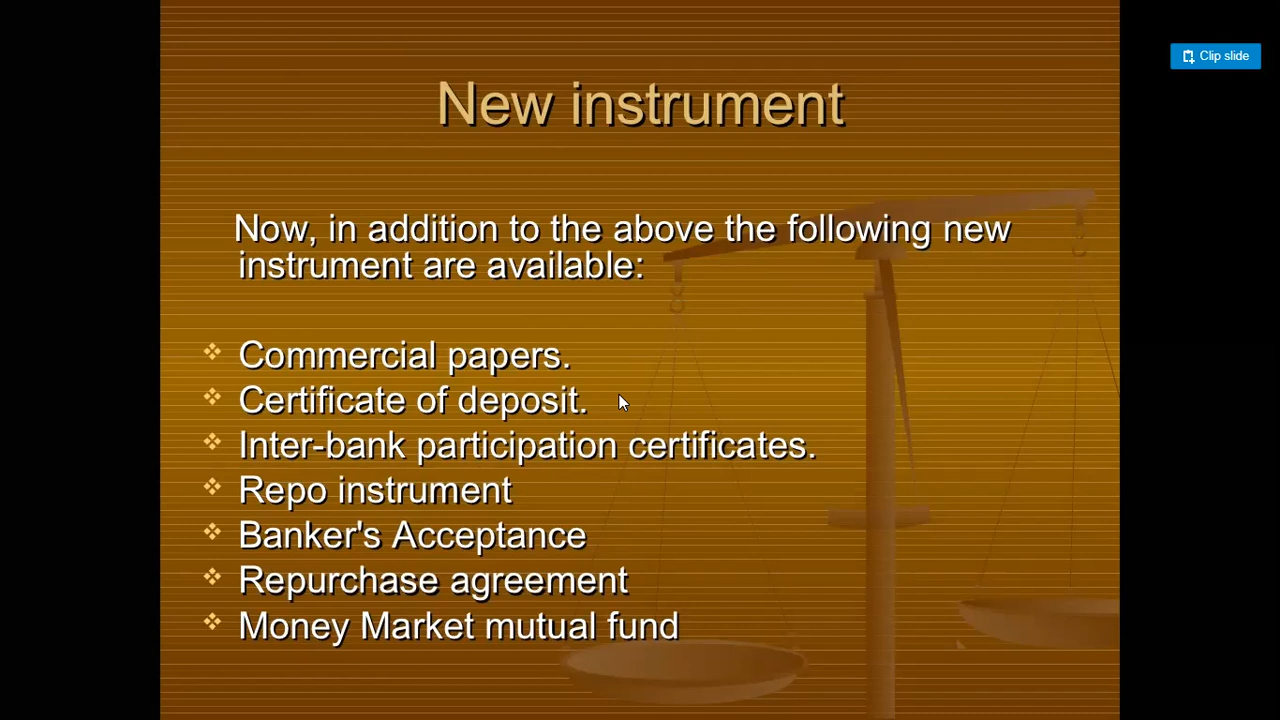 Clip slide
New instrument
Now, in addition to the above the following new
instrument are available:
Commercial papers.
Certificate of deposit.
Inter-bank participation certificates.
Repo instrument
Banker's Acceptance
Repurchase agreement
Money Market mutual fund